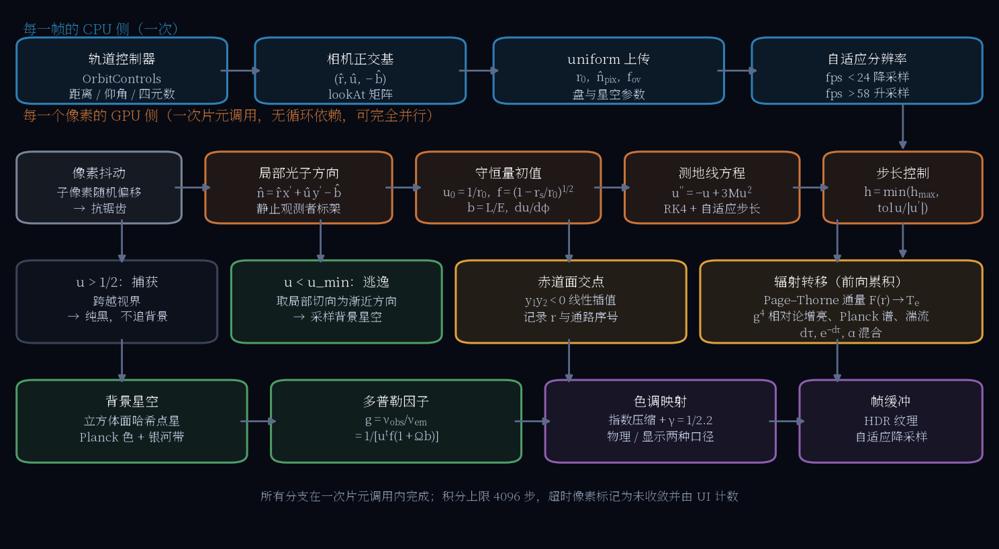 每一帧的 CPU 侧（一次）
轨道控制器
OrbitControls
距离 / 仰角 / 四元数
相机正交基
(r̂, û, −b̂)
lookAt 矩阵
uniform 上传
r₀, n̂_pix, f_ov
盘与星空参数
自适应分辨率
fps < 24 降采样
fps > 58 升采样
每一个像素的 GPU 侧（一次片元调用，无循环依赖，可完全并行）
像素抖动
子像素随机偏移
→ 抗锯齿
局部光子方向
n̂ = r̂ x' + û y' − b̂
静止观测者标架
守恒量初值
u₀ = 1/r₀, f = (1 − r_s/r₀)^1/2
b = L/E, du/dϕ
测地线方程
u'' = −u + 3Mu²
RK4 + 自适应步长
步长控制
h = min(h_max,
tol u/|u'|)
u > 1/2：捕获
跨越视界
→ 纯黑，不追背景
u < u_min：逃逸
取局部切向为渐近方向
→ 采样背景星空
赤道面交点
y₁y₂ < 0 线性插值
记录 r 与通路序号
辐射转移（前向累积）
Page–Thorne 通量 F(r) → T_e
g⁴ 相对论增亮、Planck 谱、湍流
dτ, e^−dτ, α 混合
背景星空
立方体面哈希点星
Planck 色 + 银河带
多普勒因子
g = ν_obs/ν_em
= 1/[u^t f(1 + Ωb)]
色调映射
指数压缩 + γ = 1/2.2
物理 / 显示两种口径
帧缓冲
HDR 纹理
自适应降采样
所有分支在一次片元调用内完成；积分上限 4096 步，超时像素标记为未收敛并由 UI 计数